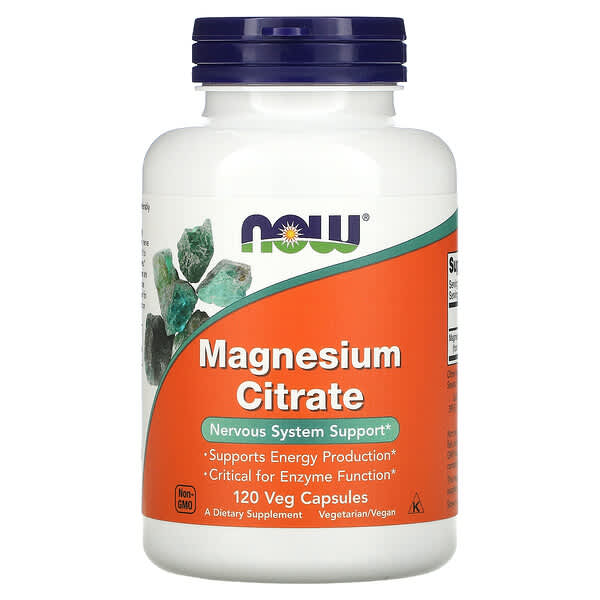 NOW®
Magnesium
Citrate
Nervous System Support*
• Supports Energy Production*
• Critical for Enzyme Function*
120 Veg Capsules
Non-
GMO
A Dietary Supplement Vegetarian/Vegan
K